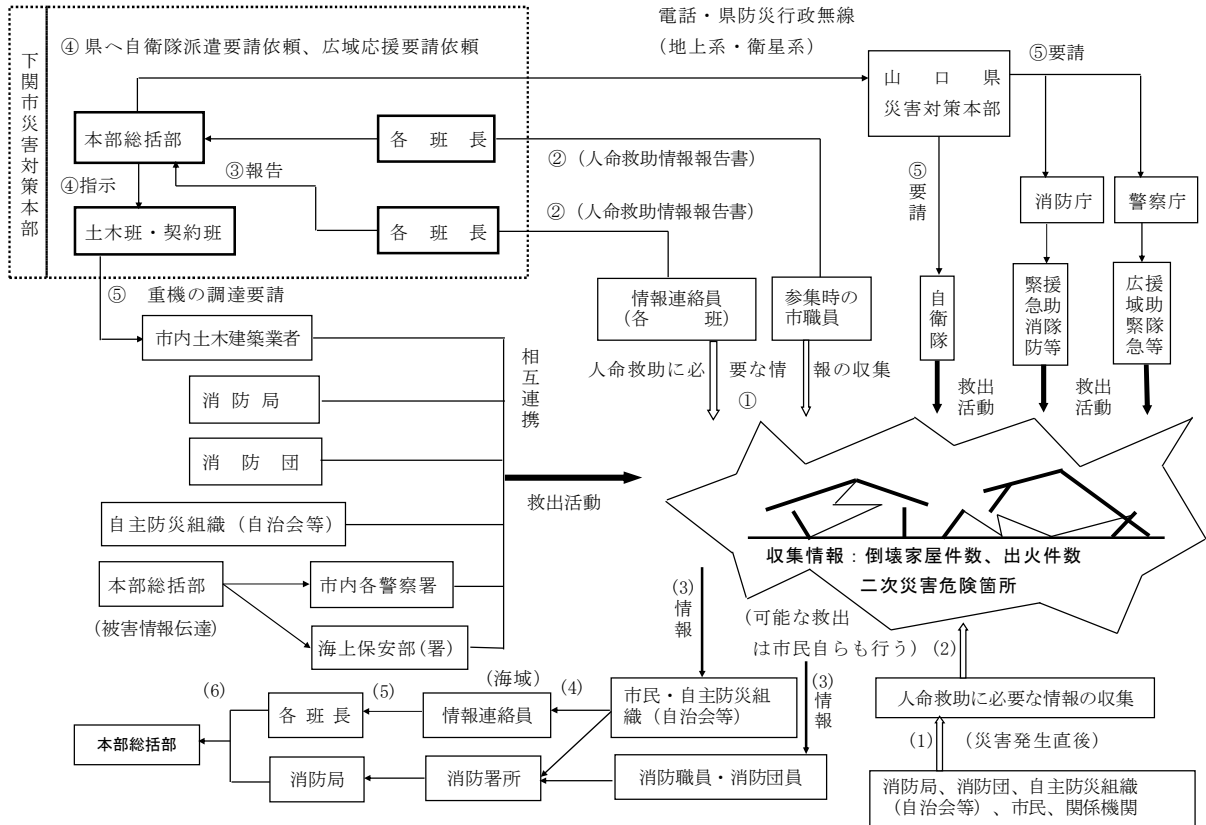 電話・県防災行政無線
(地上系・衛星系)
④ 県へ自衛隊派遣要請依頼、広域応援要請依頼
下関市災害対策本部
山口県
災害対策本部
⑤要請
本部総括部
各班長
② (人命救助情報報告書)
③報告
④指示
⑤要請
消防庁
警察庁
② (人命救助情報報告書)
土木班・契約班
各班長
⑤ 重機の調達要請
情報連絡員
(各班)
参集時の
市職員
自衛隊
緊急消防
援助隊等
広域緊急
援助隊等
市内土木建築業者
相互連携
人命救助に必要な情報の収集
①
救出
活動
救出
活動
消防局
消防団
救出活動
自主防災組織(自治会等)
収集情報:倒壊家屋件数、出火件数
二次災害危険箇所
本部総括部
(被害情報伝達)
市内各警察署
海上保安部(署)
(海域)
(3)
情報
(可能な救出
は市民自らも行う)
(2)
(3)
情報
(6)
各班長
(5)
情報連絡員
(4)
市民・自主防災組
織(自治会等)
人命救助に必要な情報の収集
本部総括部
(1)
(災害発生直後)
消防局
消防署所
消防職員・消防団員
消防局、消防団、自主防災組織
(自治会等)、市民、関係機関